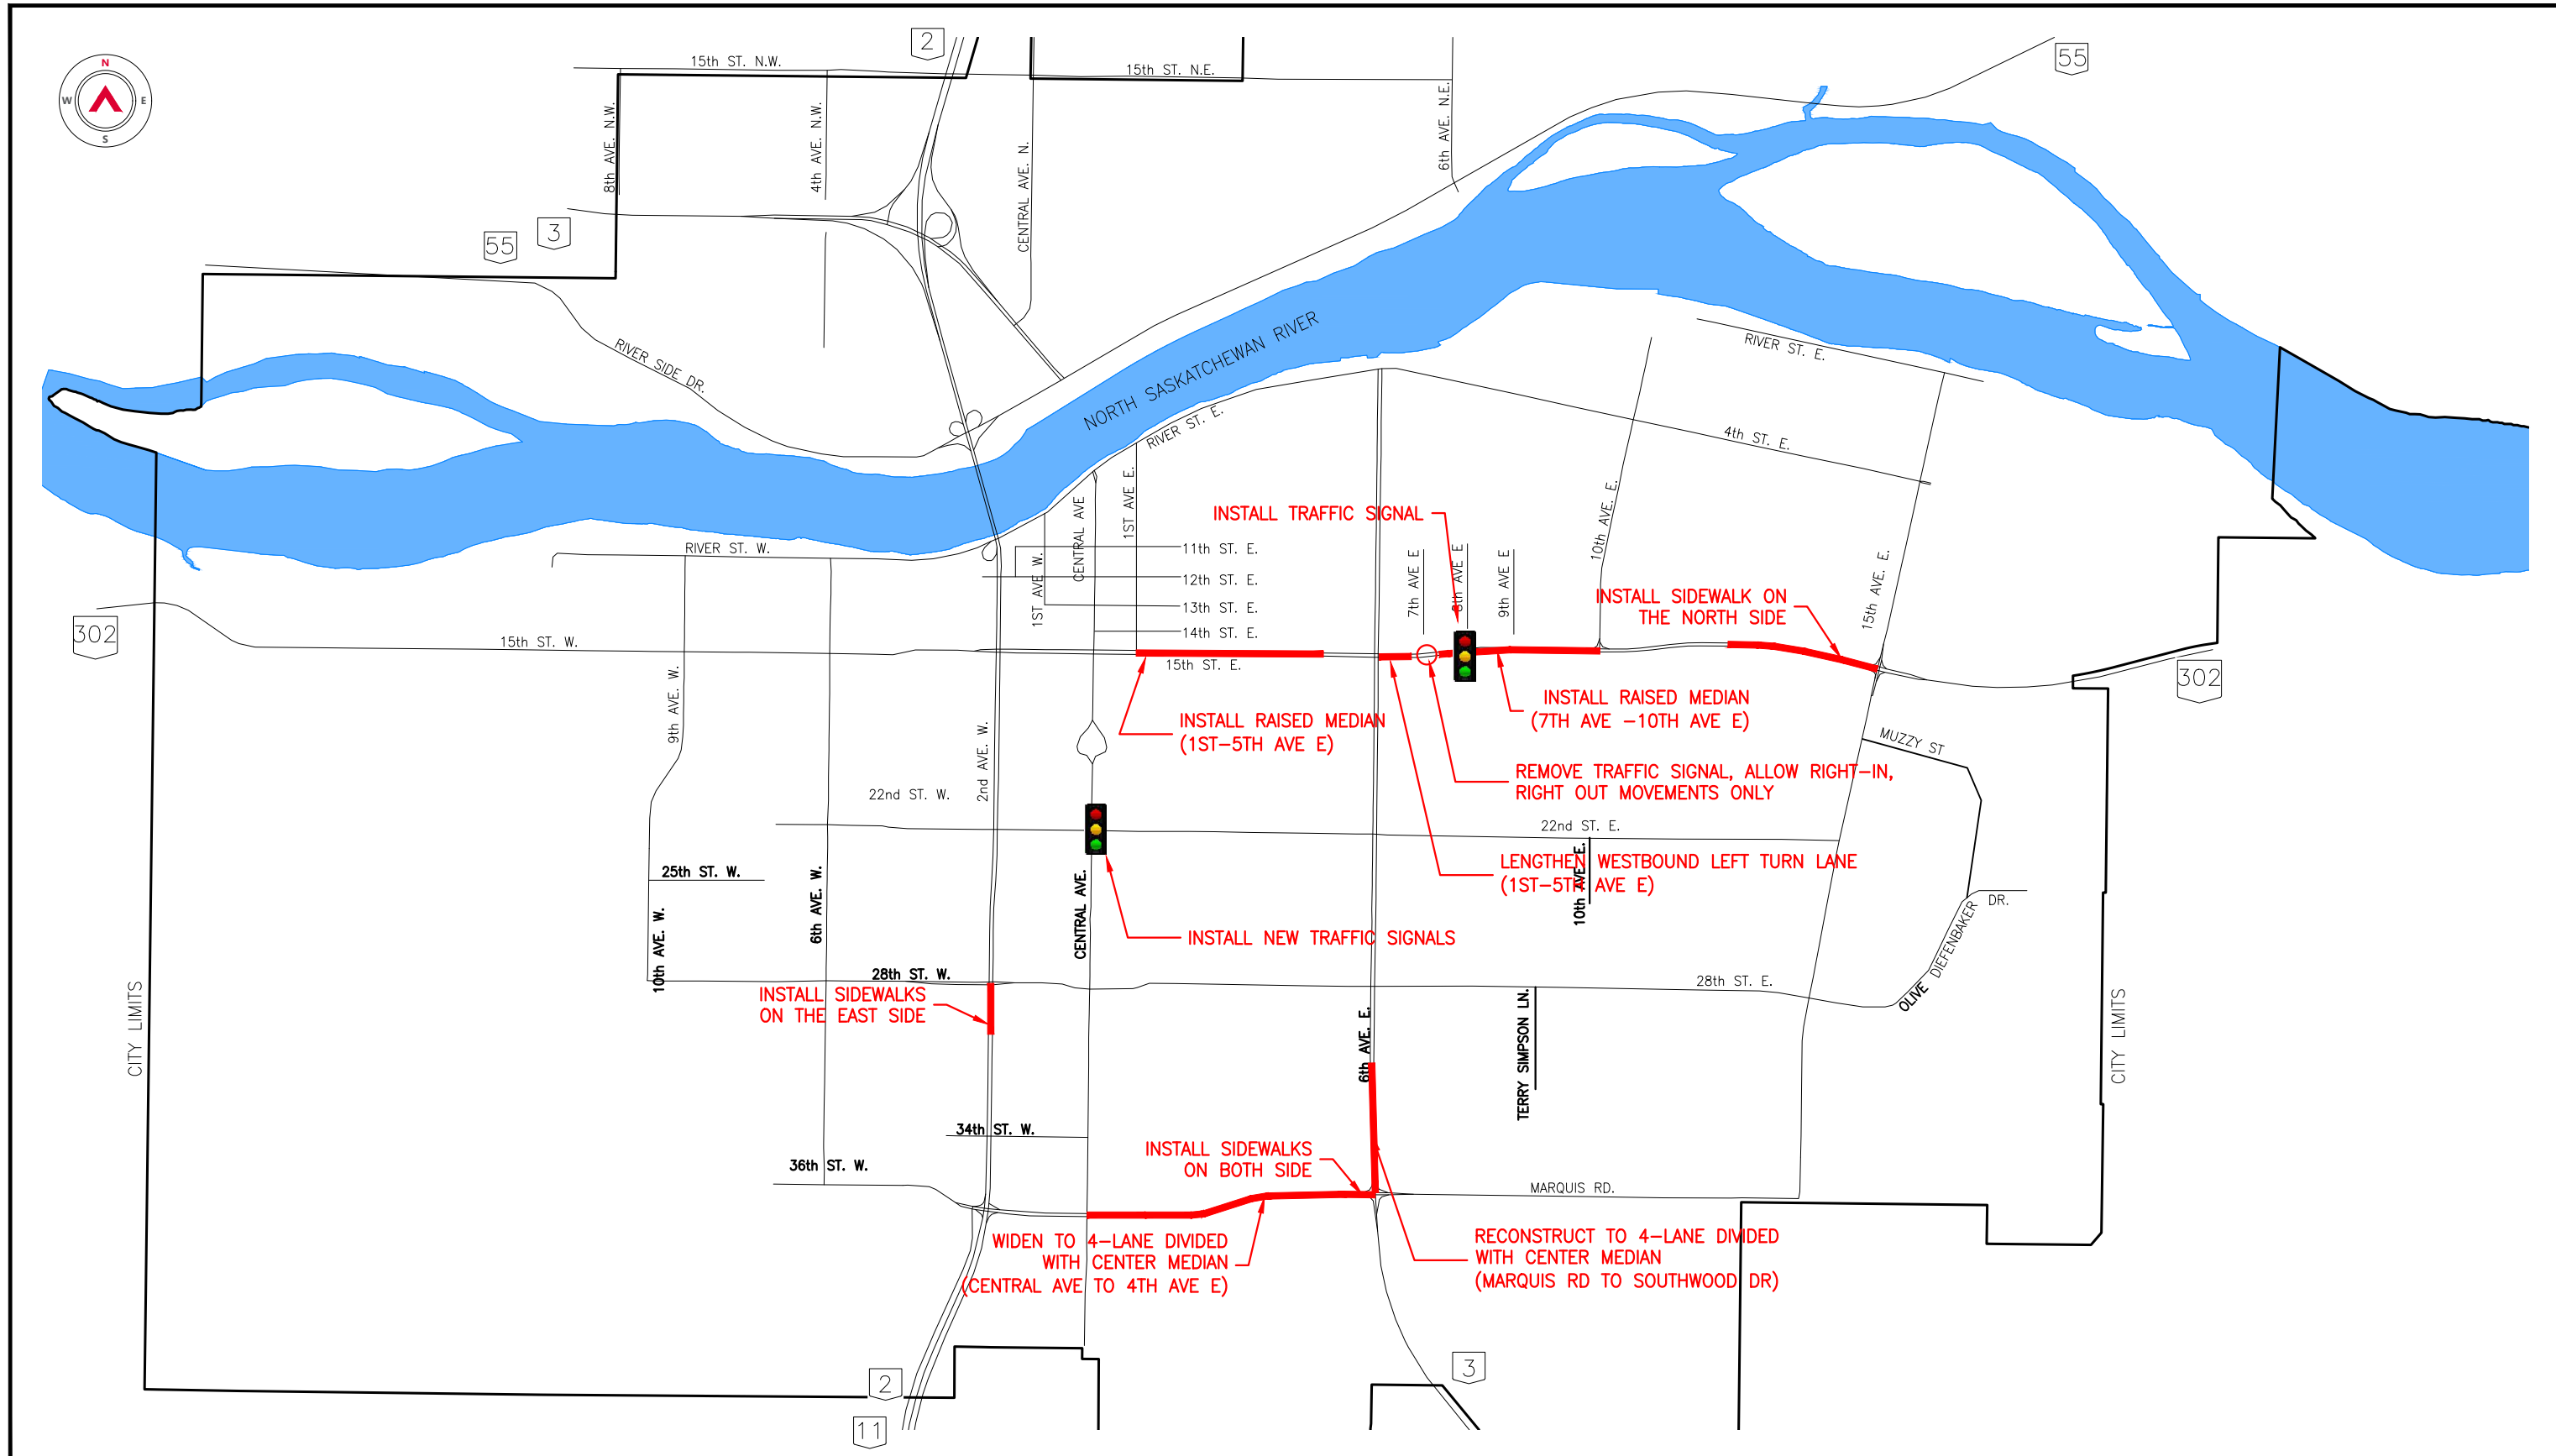 2
55
15th ST. N.W.
15th ST. N.E.
N
W
E
S
8th AVE. N.W.
4th AVE. N.W.
CENTRAL AVE. N.
6th AVE. N.E.
3
55
RIVER SIDE DR.
NORTH SASKATCHEWAN RIVER
RIVER ST. E.
RIVER ST. E.
4th ST. E.
1ST AVE E.
CENTRAL AVE
1ST AVE W.
INSTALL TRAFFIC SIGNAL
10th AVE. E.
RIVER ST. W.
11th ST. E.
12th ST. E.
13th ST. E.
14th ST. E.
7th AVE E
8th AVE E
9th AVE E
INSTALL SIDEWALK ON
THE NORTH SIDE
15th AVE. E.
302
15th ST. W.
15th ST. E.
302
9th AVE. W.
2nd AVE. W.
INSTALL RAISED MEDIAN
(1ST-5TH AVE E)
INSTALL RAISED MEDIAN
(7TH AVE -10TH AVE E)
MUZZY ST
REMOVE TRAFFIC SIGNAL, ALLOW RIGHT-IN,
RIGHT OUT MOVEMENTS ONLY
22nd ST. W.
22nd ST. E.
LENGTHEN WESTBOUND LEFT TURN LANE
(1ST-5TH AVE E)
10th AVE. E.
25th ST. W.
6th AVE. W.
10th AVE. W.
CENTRAL AVE.
INSTALL NEW TRAFFIC SIGNALS
OLIVE DIEFENBAKER DR.
28th ST. W.
28th ST. E.
INSTALL SIDEWALKS
ON THE EAST SIDE
CITY LIMITS
CITY LIMITS
6th AVE. E.
TERRY SIMPSON LN.
34th ST. W.
36th ST. W.
INSTALL SIDEWALKS
ON BOTH SIDE
MARQUIS RD.
WIDEN TO 4-LANE DIVIDED
WITH CENTER MEDIAN
(CENTRAL AVE TO 4TH AVE E)
RECONSTRUCT TO 4-LANE DIVIDED
WITH CENTER MEDIAN
(MARQUIS RD TO SOUTHWOOD DR)
2
3
11